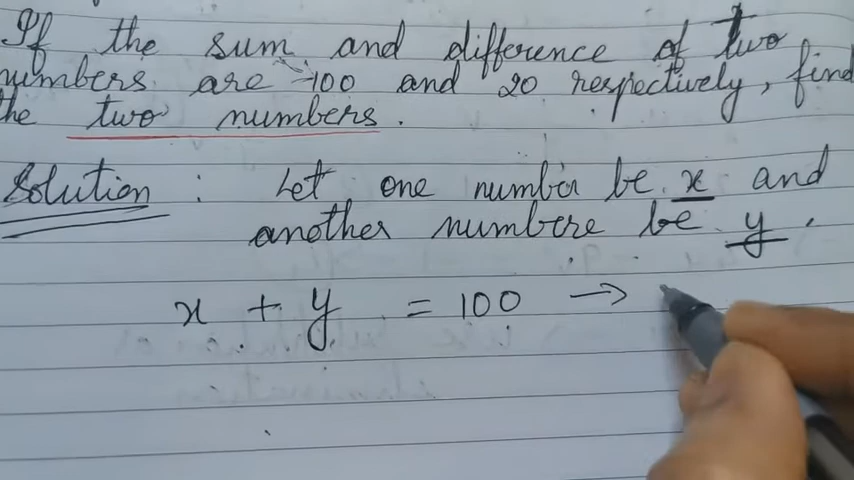 If the sum and difference of two
numbers are 100 and 20 respectively, find
the two numbers.
Solution : Let one number be x and
another numbere be y.
x + y = 100 →